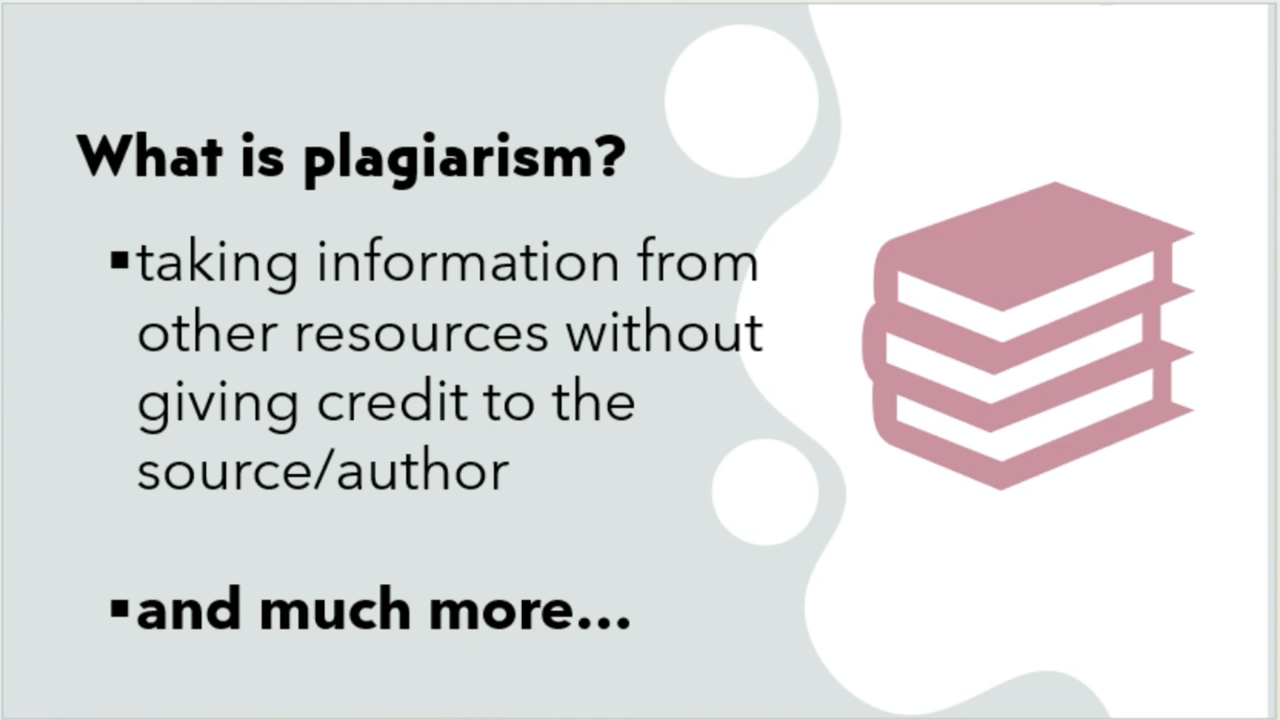 What is plagiarism?
▪taking information from
other resources without
giving credit to the
source/author
▪and much more...